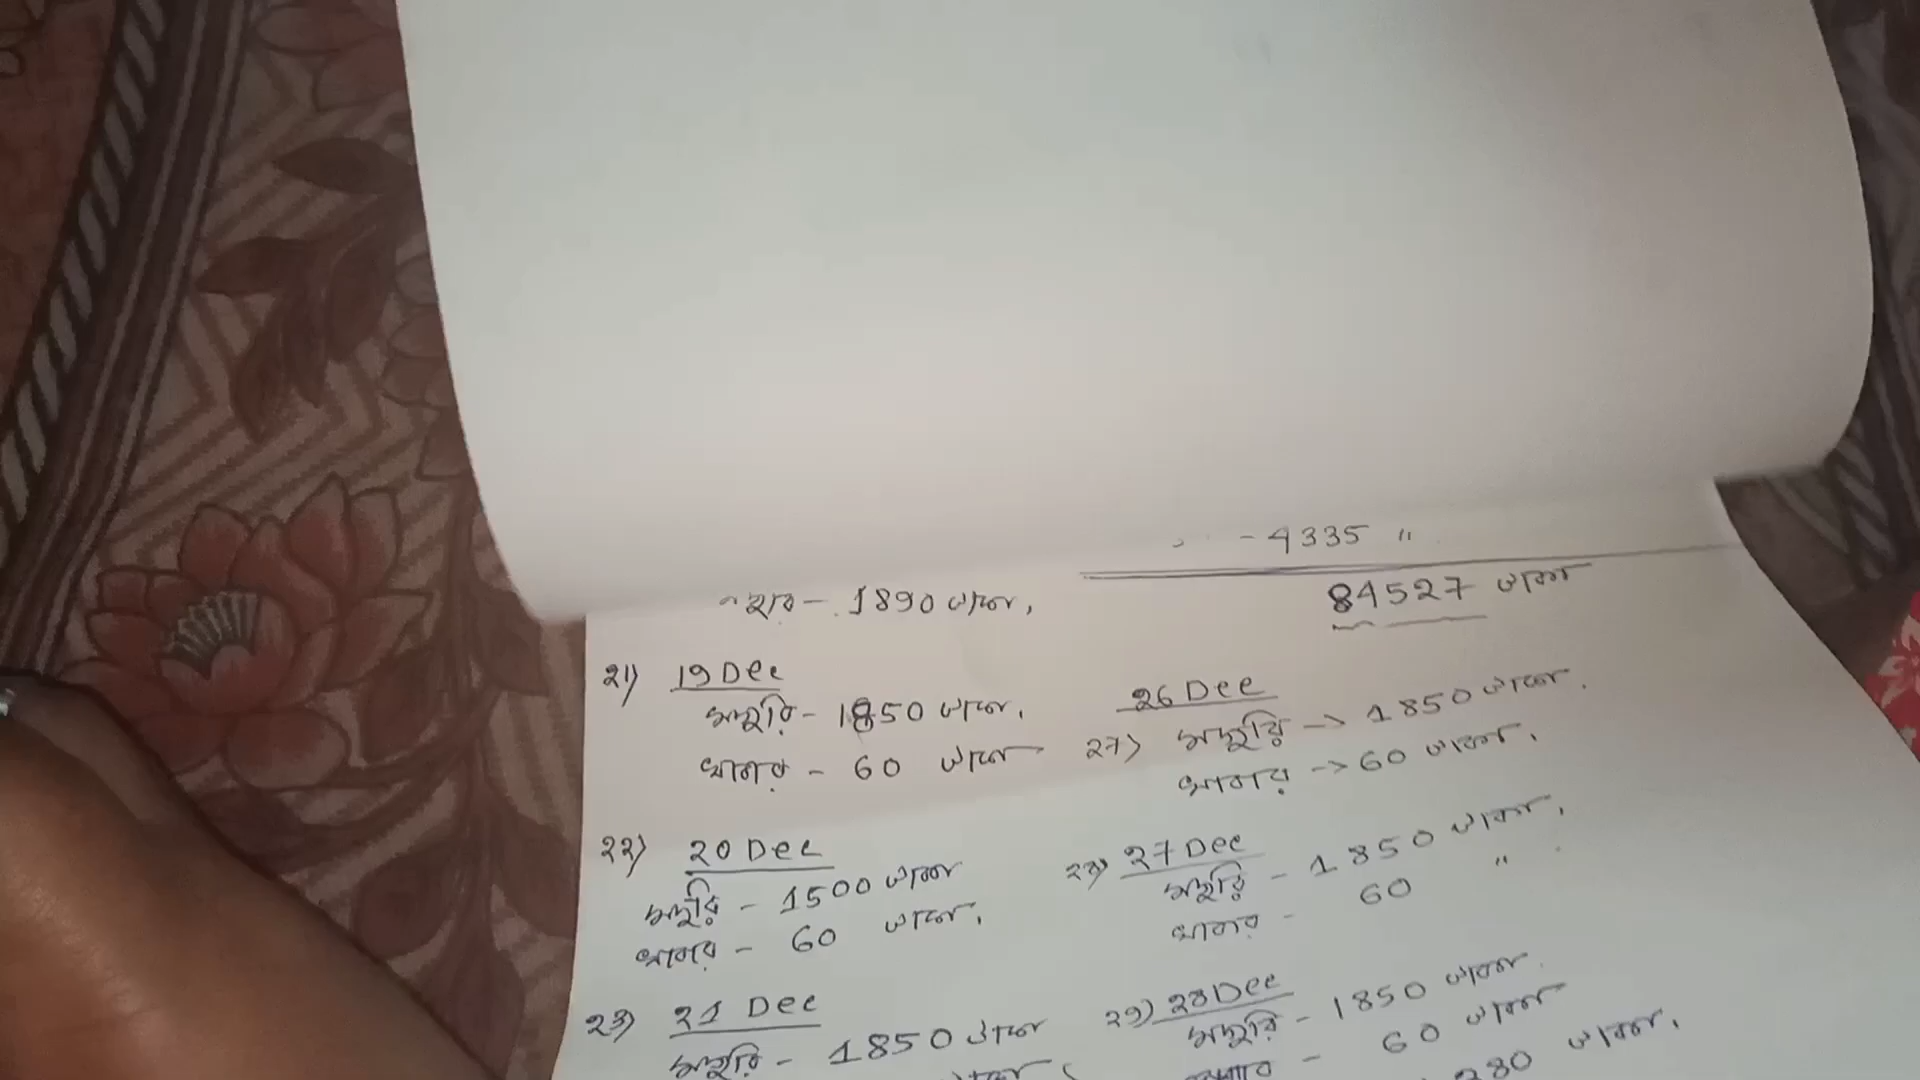 - 1890 টাকা,
২১) 19 Dec
মজুরি - 1850 টাকা,
খাবার - 60 টাকা
২২) 20 Dec
মজুরি - 1500 টাকা
খাবার - 60 টাকা,
২৩) 21 Dec
মজুরি - 1850 টাকা
- 4335 "
84527 টাকা
26 Dec
২৭) মজুরি -> 1850 টাকা.
খাবার -> 60 টাকা.
২৮) 27 Dec
মজুরি - 1850 টাকা,
খাবার - 60 "
২৯) 28 Dec
মজুরি - 1850 টাকা
খাবার - 60 টাকা
280 টাকা,